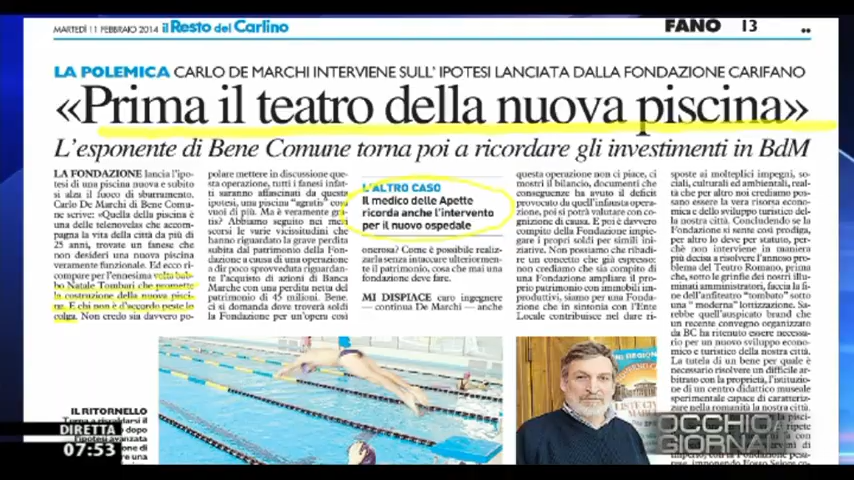 MARTEDÌ 11 FEBBRAIO 2014 il Resto del Carlino
FANO 13 ••
LA POLEMICA CARLO DE MARCHI INTERVIENE SULL' IPOTESI LANCIATA DALLA FONDAZIONE CARIFANO
«Prima il teatro della nuova piscina»
L'esponente di Bene Comune torna poi a ricordare gli investimenti in BdM
LA FONDAZIONE lancia l'ipo-
tesi di una piscina nuova e subito
si alza il fuoco di sbarramento.
Carlo De Marchi di Bene Comu-
ne scrive: «Quella della piscina è
una delle telenovela che accompa-
gna la vita della città da più di
25 anni, trovate un fanese che
non desideri una nuova piscina
veramente funzionale. Ed ecco ri-
compare per l'ennesima volta bab-
bo Natale Tombari che promette
la costruzione della nuova pisci-
na. E chi non è d'accordo peste lo
colga. Non credo sia davvero po-
polare mettere in discussione que-
sta operazione, tutti i fanesi infat-
ti saranno affascinati da questa
ipotesi, una piscina "agratis" cosa
vuoi di più. Ma è veramente gra-
tis? Abbiamo seguito nei mesi
scorsi le varie vicissitudini che
hanno riguardato la grave perdita
subita dal patrimonio della Fon-
dazione a causa di una operazione
a dir poco sprovveduta riguardan-
te l'acquisto di azioni di Banca
Marche con una perdita netta del
patrimonio di 45 milioni. Bene,
ci si domanda dove troverà soldi
la Fondazione per un'opera così
L'ALTRO CASO
Il medico delle Apette
ricorda anche l'intervento
per il nuovo ospedale
onerosa? Come è possibile realiz-
zarla senza intaccare ulteriormen-
te il patrimonio, cosa che mai una
fondazione deve fare.
MI DISPIACE caro ingegnere
— continua De Marchi — anche
questa operazione non ci piace, ci
mostri il bilancio, documenti che
conseguenze ha avuto il deficit
provocato da quell'infausta opera-
zione, poi si potrà valutare con co-
gnizione di causa. E poi è davvero
compito della Fondazione impie-
gare i propri soldi per simili ini-
ziative. Non possiamo che ribadi-
re un concetto che già espresso:
non crediamo che sia compito di
una Fondazione ampliare il pro-
prio patrimonio con immobili im-
produttivi; siamo per una Fonda-
zione che in sintonia con l'Ente
Locale contribuisce nel dare ri-
sposte ai molteplici impegni, so-
ciali, culturali ed ambientali, real-
tà che per altro noi crediamo pos-
sano essere la vera risorsa econo-
mica e dello sviluppo turistico del-
la nostra città. Concludendo se la
Fondazione si sente così prodiga,
per altro lo deve per statuto, per-
chè non interviene in maniera
più decisa a risolvere l'annoso pro-
blema del Teatro Romano, prima
che, sotto le grinfie dei nostri illu-
minati amministratori, faccia la fi-
ne dell'anfiteatro "tombato" sotto
una " moderna" lottizzazione. Sa-
rebbe quell'auspicato brand che
un recente convegno organizzato
da BC ha ritenuto essere necessa-
rio per un nuovo sviluppo econo-
mico e turistico della nostra città.
La tutela di un bene per quale è
necessario risolvere un difficile ar-
bitrato con la proprietà, l'istituzio-
ne di un centro didattico museale
sperimentale capace di caratteriz-
zare nella
IL RITORNELLO
DIRETTA
07:53
OCCHIO
GIORNALI